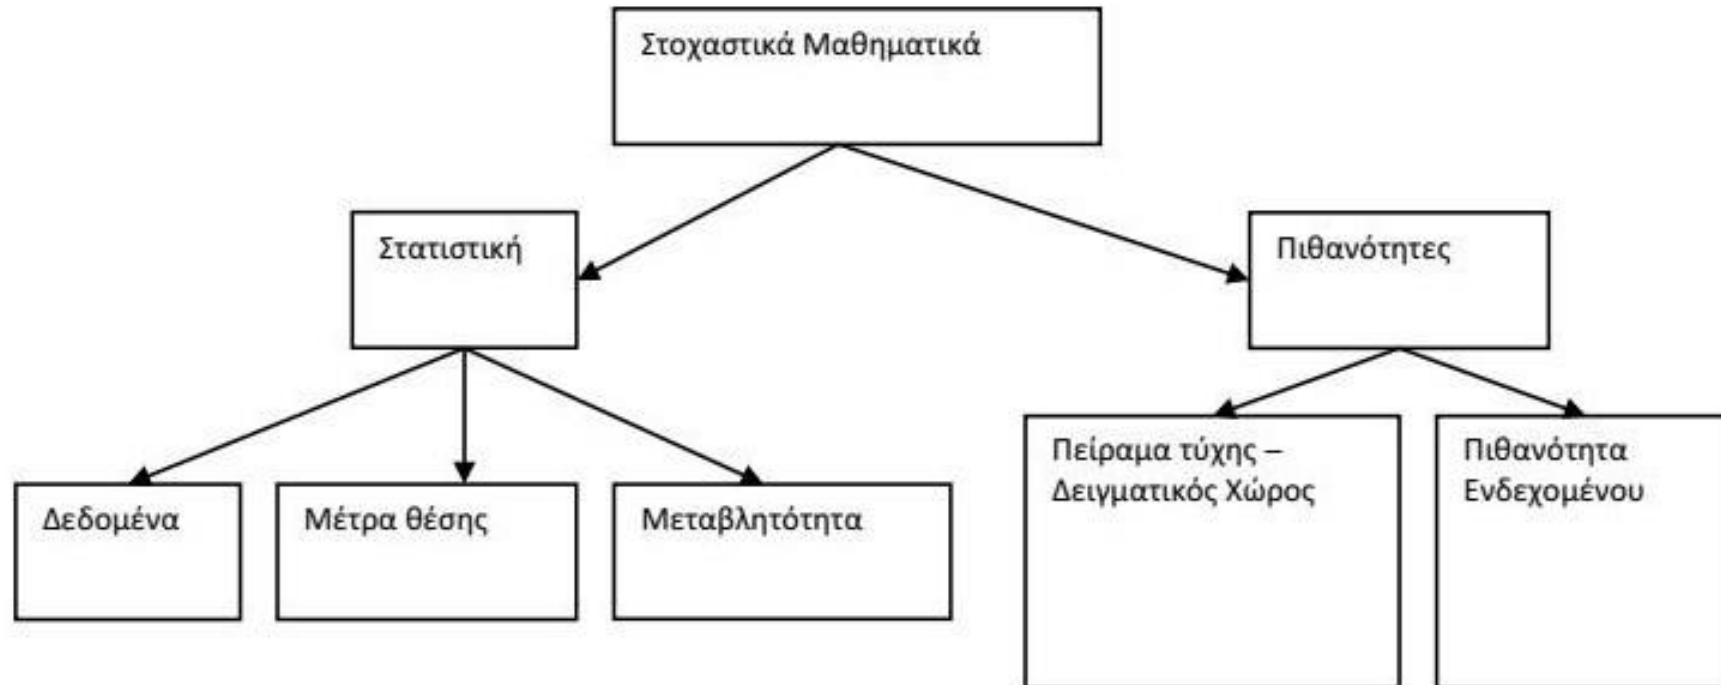 Στοχαστικά Μαθηματικά
Στατιστική
Πιθανότητες
Δεδομένα
Μέτρα θέσης
Μεταβλητότητα
Πείραμα τύχης –
Δειγματικός Χώρος
Πιθανότητα
Ενδεχομένου